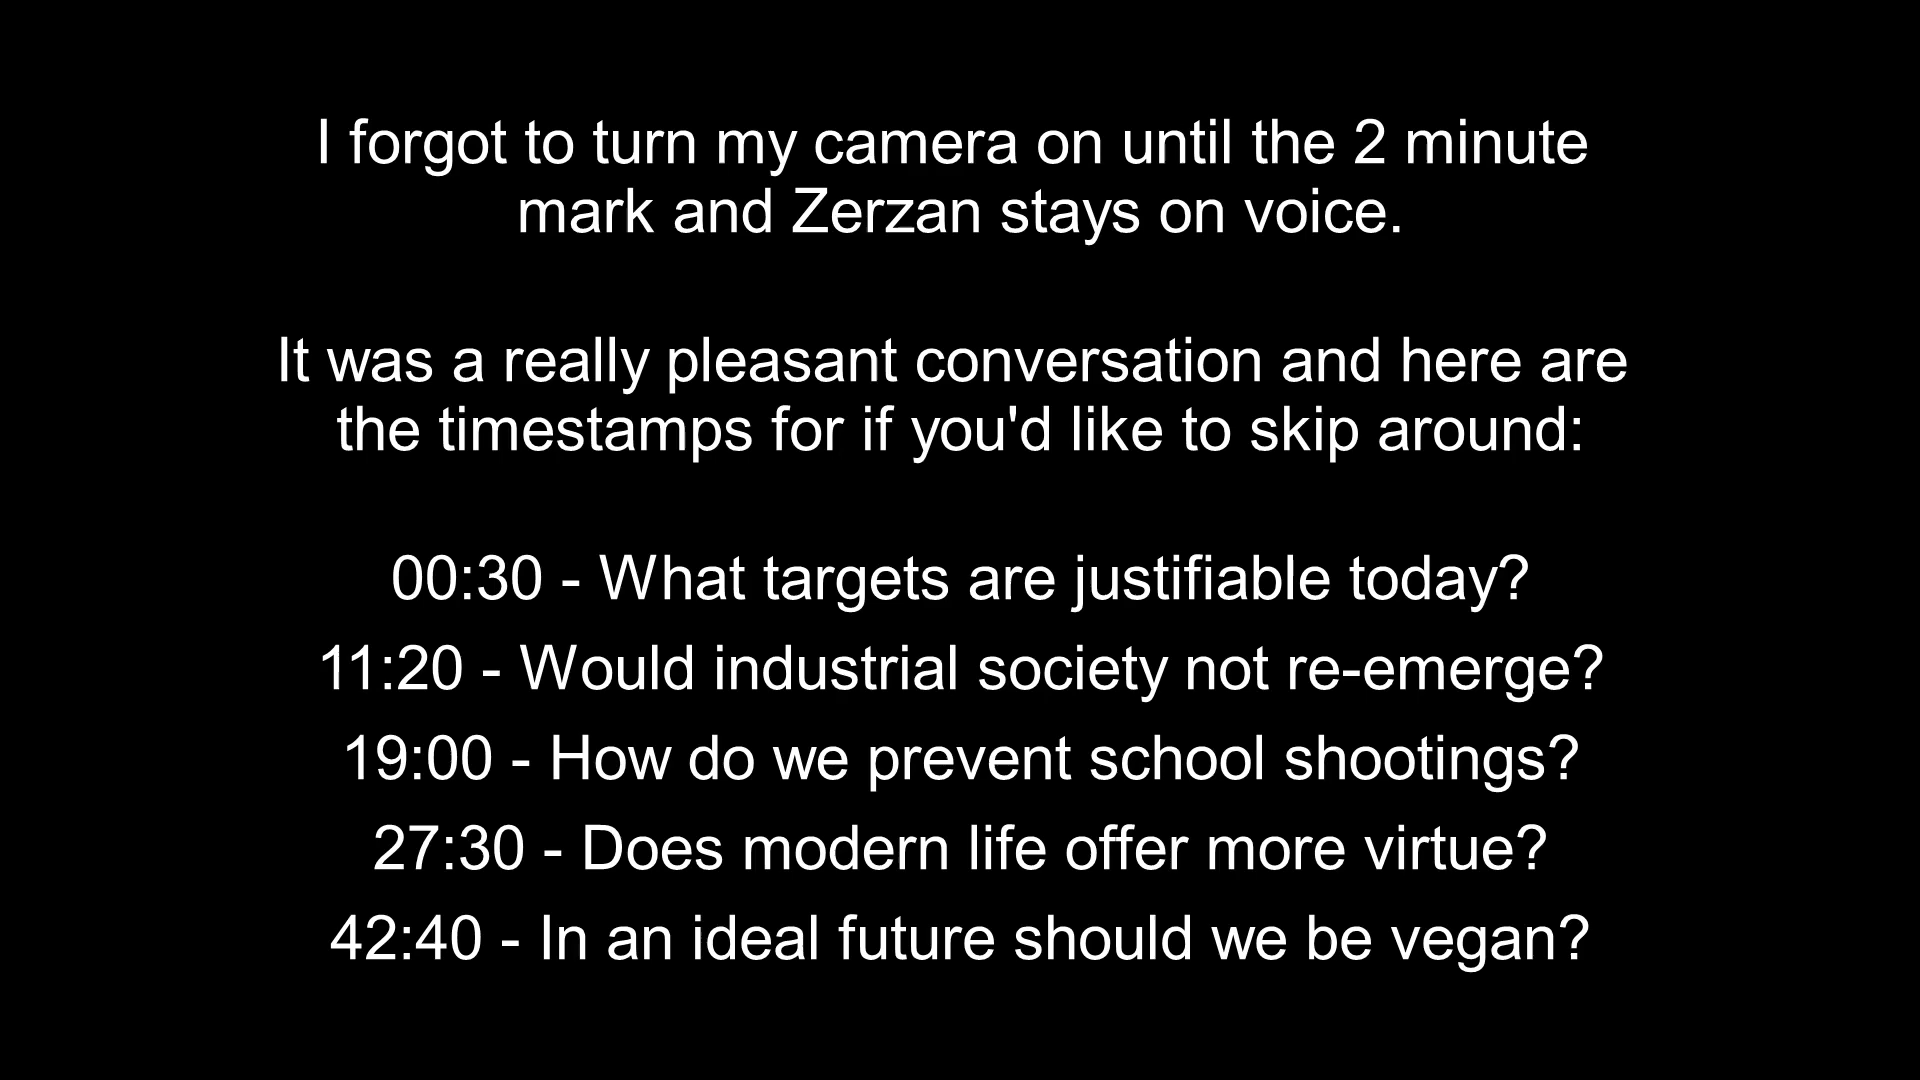 I forgot to turn my camera on until the 2 minute
mark and Zerzan stays on voice.
It was a really pleasant conversation and here are
the timestamps for if you'd like to skip around:
00:30 - What targets are justifiable today?
11:20 - Would industrial society not re-emerge?
19:00 - How do we prevent school shootings?
27:30 - Does modern life offer more virtue?
42:40 - In an ideal future should we be vegan?